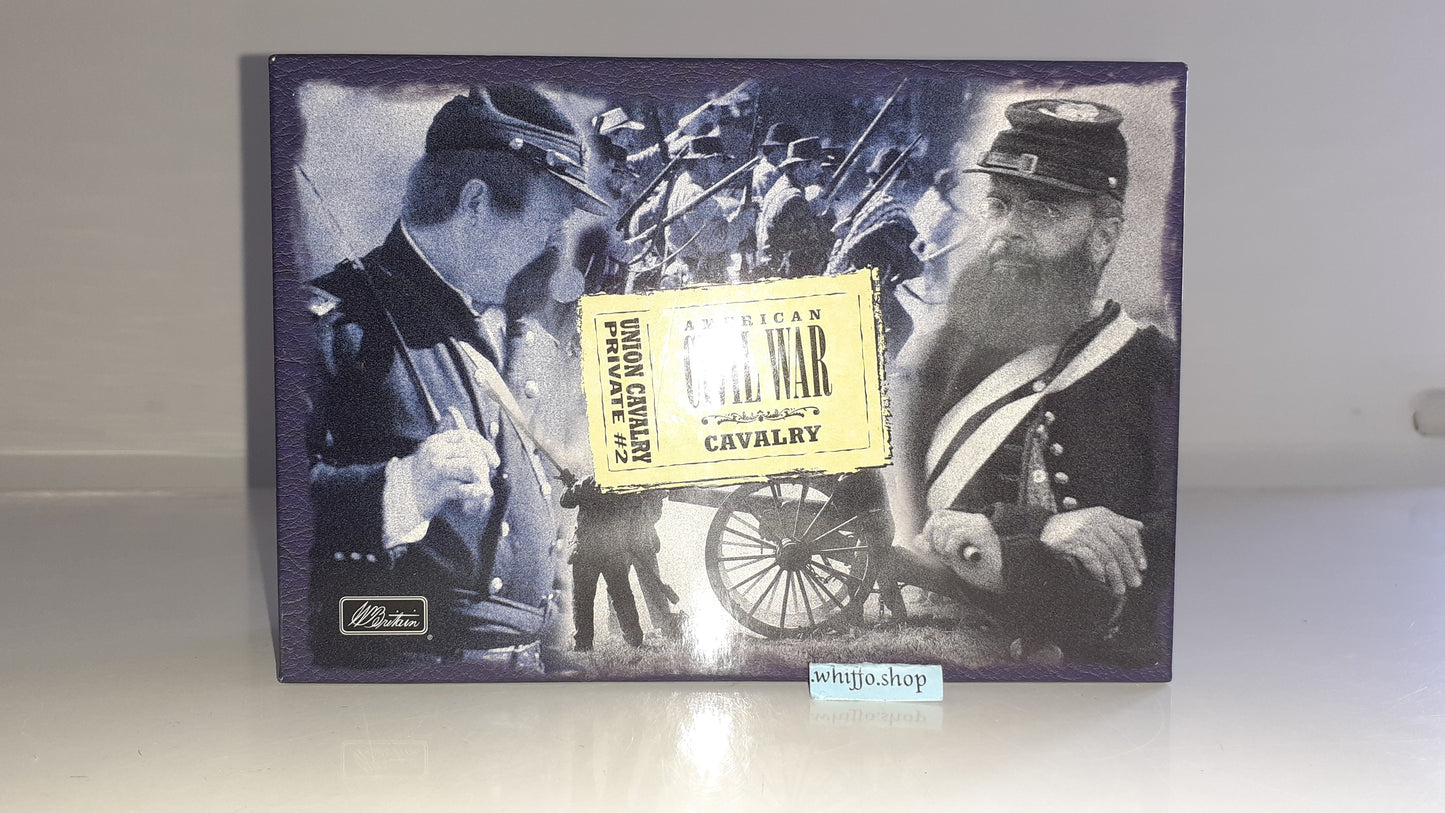 AMERICAN
CIVIL WAR
CAVALRY
UNION CAVALRY
PRIVATE #2
W.Britain
®
.whiffo.shop